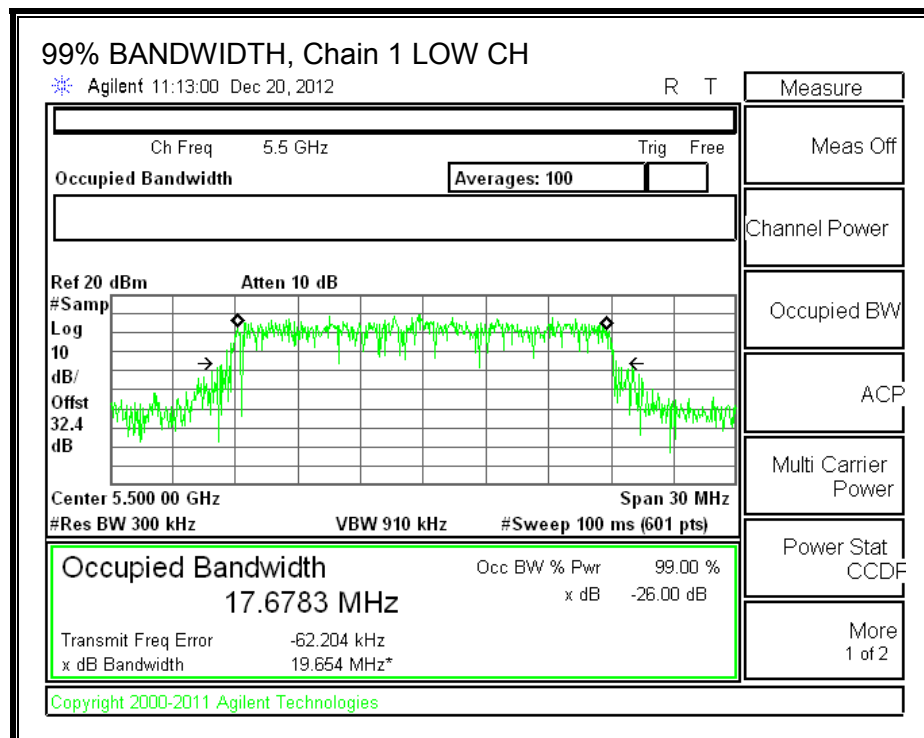 99% BANDWIDTH, Chain 1 LOW CH
Agilent 11:13:00 Dec 20, 2012 R T
Measure
Ch Freq 5.5 GHz Trig Free
Meas Off
Occupied Bandwidth Averages: 100
Channel Power
Ref 20 dBm Atten 10 dB
#Samp
Log
10
dB/
Offst
32.4
dB
Occupied BW
ACP
Center 5.500 00 GHz Span 30 MHz
#Res BW 300 kHz VBW 910 kHz #Sweep 100 ms (601 pts)
Multi Carrier
Power
Occupied Bandwidth Occ BW % Pwr 99.00 %
17.6783 MHz x dB -26.00 dB
Power Stat
CCDF
Transmit Freq Error -62.204 kHz
x dB Bandwidth 19.654 MHz*
More
1 of 2
Copyright 2000-2011 Agilent Technologies